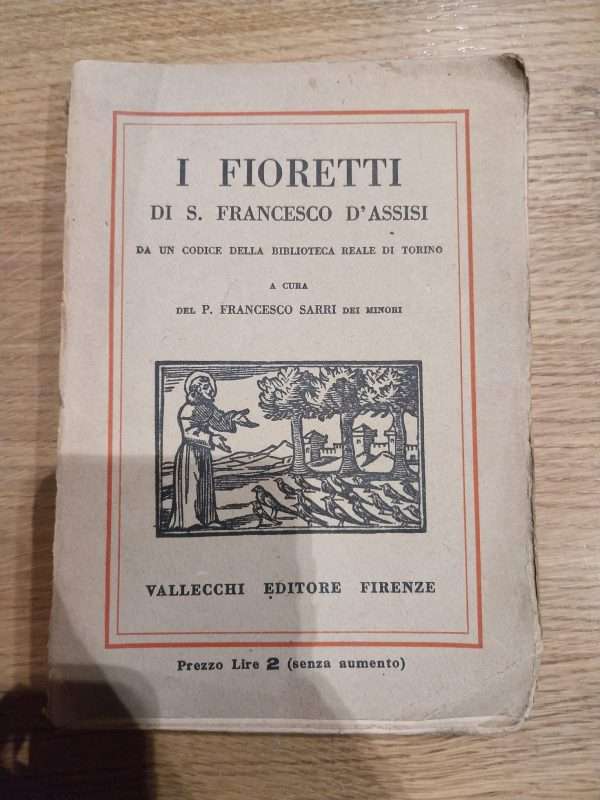 I FIORETTI
DI S. FRANCESCO D'ASSISI
DA UN CODICE DELLA BIBLIOTECA REALE DI TORINO
A CURA
DEL P. FRANCESCO SARRI DEI MINORI
VALLECCHI EDITORE FIRENZE
Prezzo Lire 2 (senza aumento)